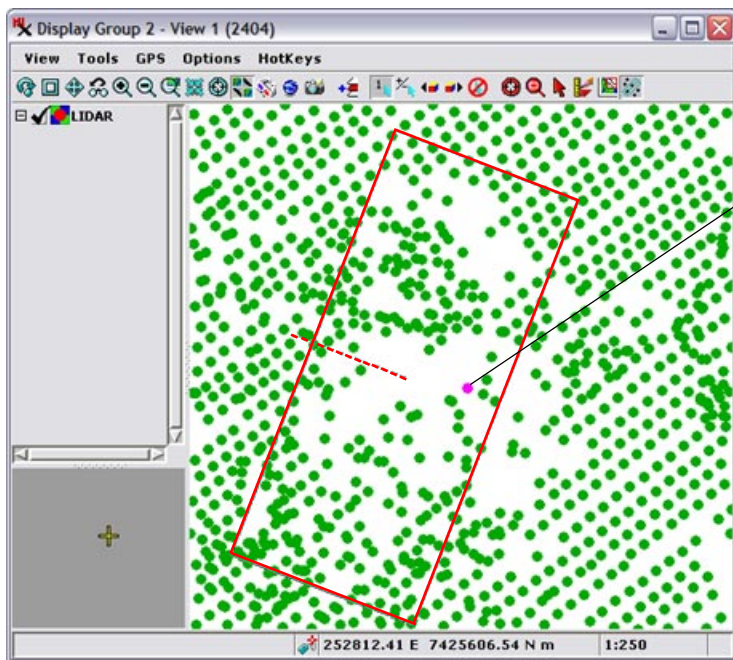 Display Group 2 - View 1 (2404)
View Tools GPS Options HotKeys
LIDAR
252812.41 E 7425606.54 N m 1:250